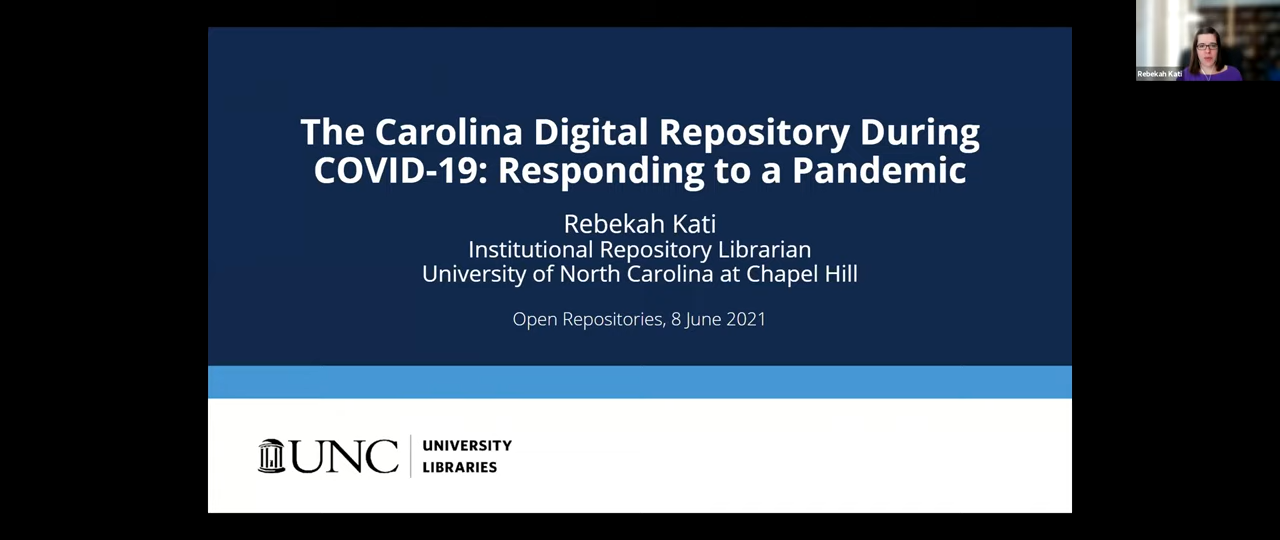 The Carolina Digital Repository During
COVID-19: Responding to a Pandemic
Rebekah Kati
Institutional Repository Librarian
University of North Carolina at Chapel Hill
Open Repositories, 8 June 2021
UNC
UNIVERSITY
LIBRARIES
Rebekah Kati